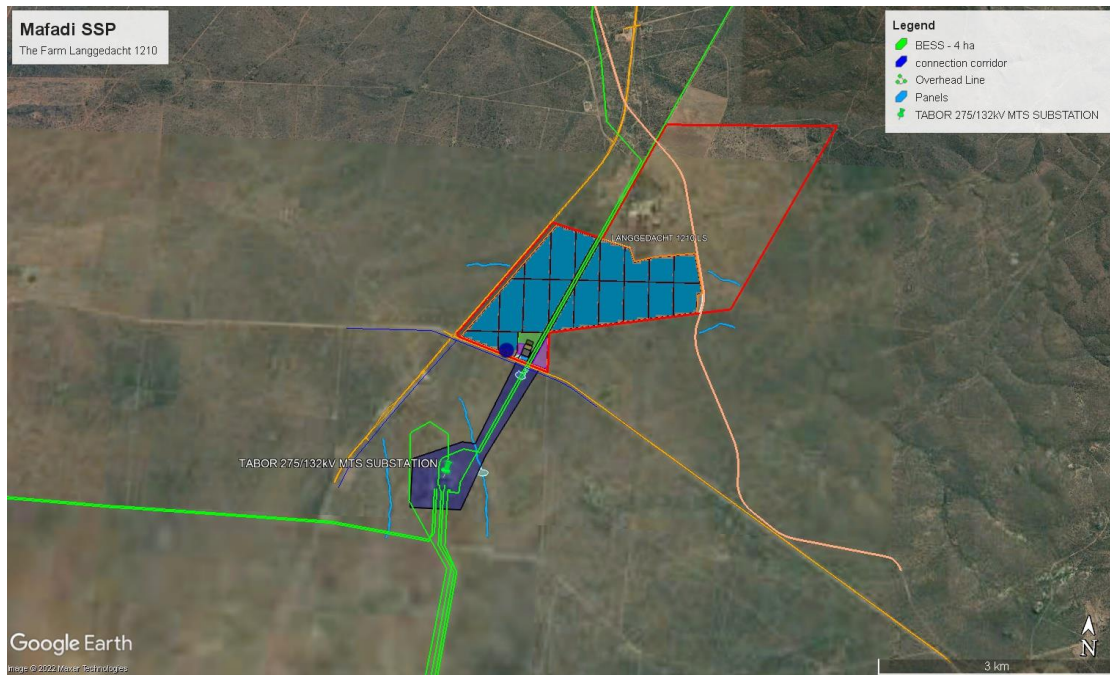 Mafadi SSP
The Farm Langgedacht 1210
Legend
BESS - 4 ha
connection corridor
Overhead Line
Panels
TABOR 275/132kV MTS SUBSTATION
LANGGEDACHT 1210 LS
TABOR 275/132kV MTS SUBSTATION
Google Earth
Image © 2022 Maxar Technologies
N
3 km